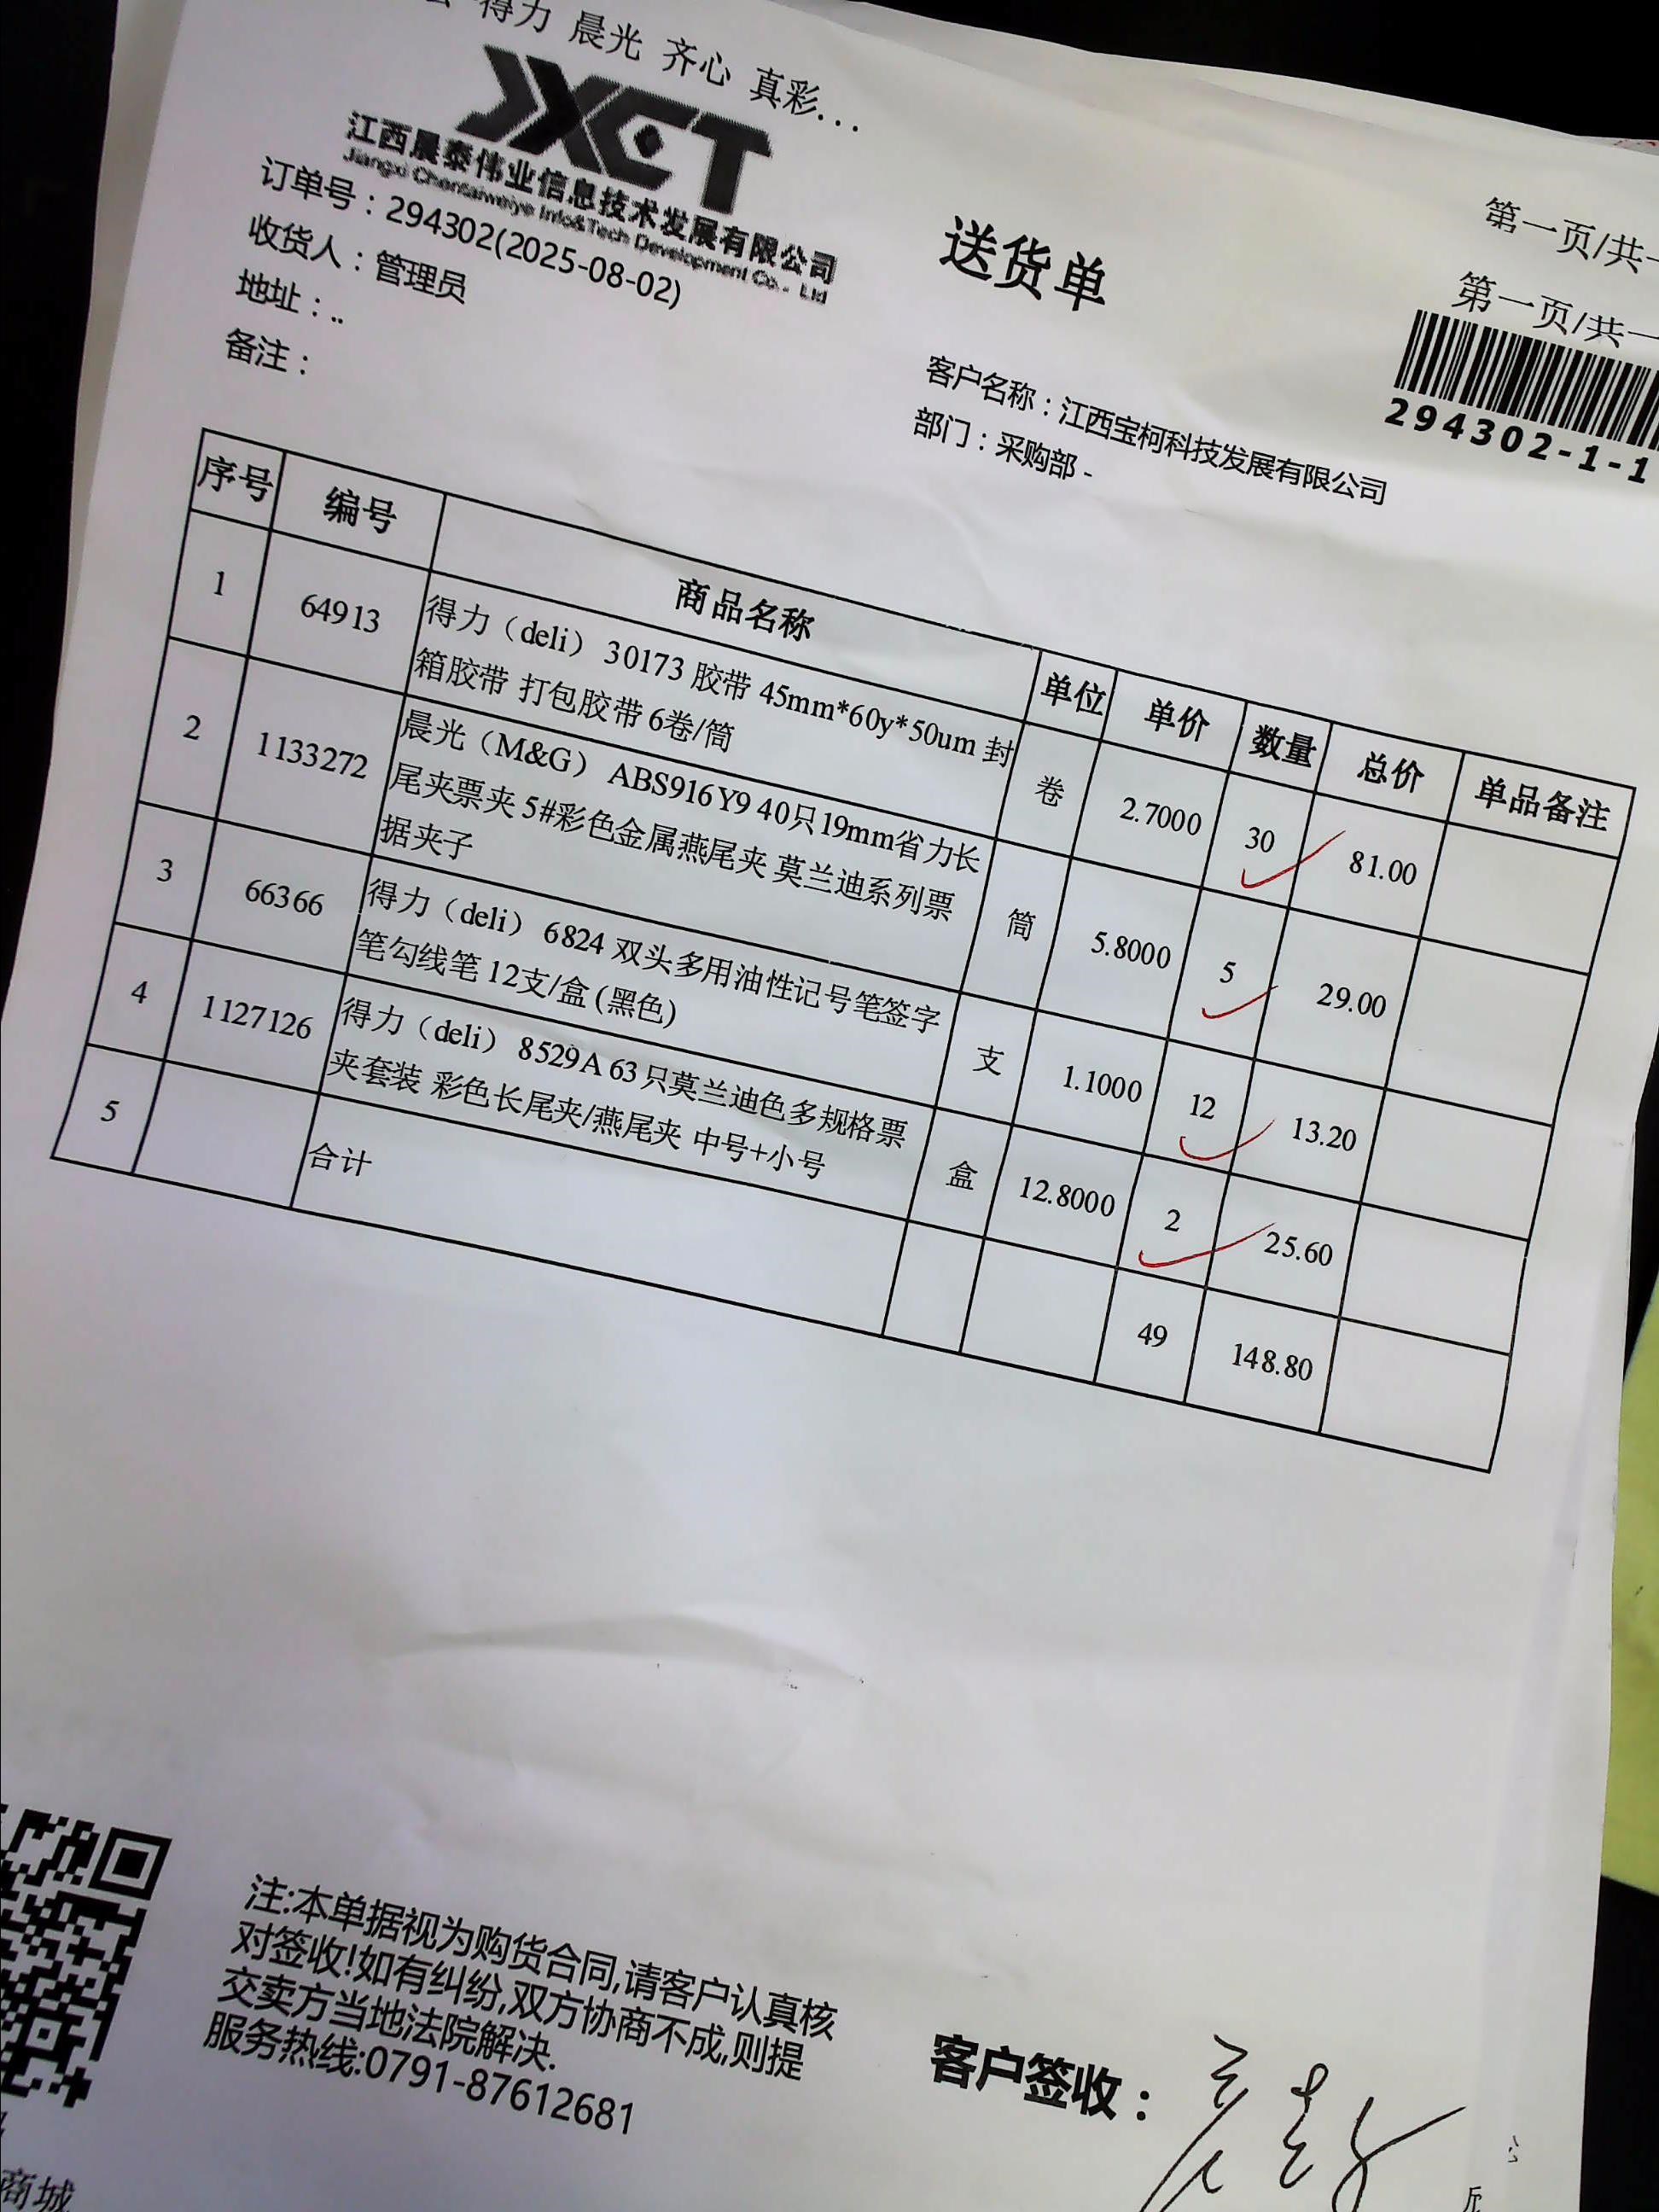 得力 晨光 齐心 真彩...
JXCT
江西晨泰伟业信息技术发展有限公司
Jiangxi Chentaiweiye Info&Tech Development Co., Ltd
送货单
第一页/共一
第一页/共一
294302-1-1
订单号：294302(2025-08-02)
收货人：管理员
地址：..
备注：
客户名称：江西宝柯科技发展有限公司
部门：采购部 -
序号 编号 商品名称 单位 单价 数量 总价 单品备注
1 64913 得力（deli） 30173 胶带 45mm*60y*50um 封
箱胶带 打包胶带 6卷/筒 卷 2.7000 30 81.00
2 1133272 晨光（M&G） ABS916Y9 40只19mm省力长
尾夹票夹 5#彩色金属燕尾夹 莫兰迪系列票
据夹子 筒 5.8000 5 29.00
3 66366 得力（deli） 6824 双头多用油性记号笔签字
笔勾线笔 12支/盒 (黑色) 支 1.1000 12 13.20
4 1127126 得力（deli） 8529A 63只莫兰迪色多规格票
夹套装 彩色长尾夹/燕尾夹 中号+小号 盒 12.8000 2 25.60
5 合计 49 148.80
注:本单据视为购货合同,请客户认真核
对签收!如有纠纷,双方协商不成,则提
交卖方当地法院解决.
服务热线:0791-87612681
客户签收：
商城